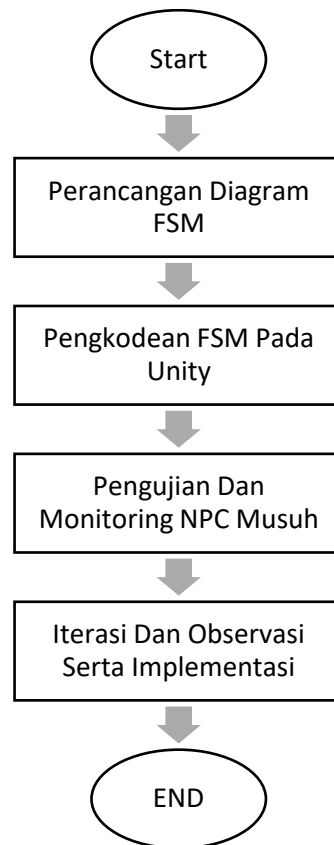 Start
Perancangan Diagram
FSM
Pengkodean FSM Pada
Unity
Pengujian Dan
Monitoring NPC Musuh
Iterasi Dan Observasi
Serta Implementasi
END